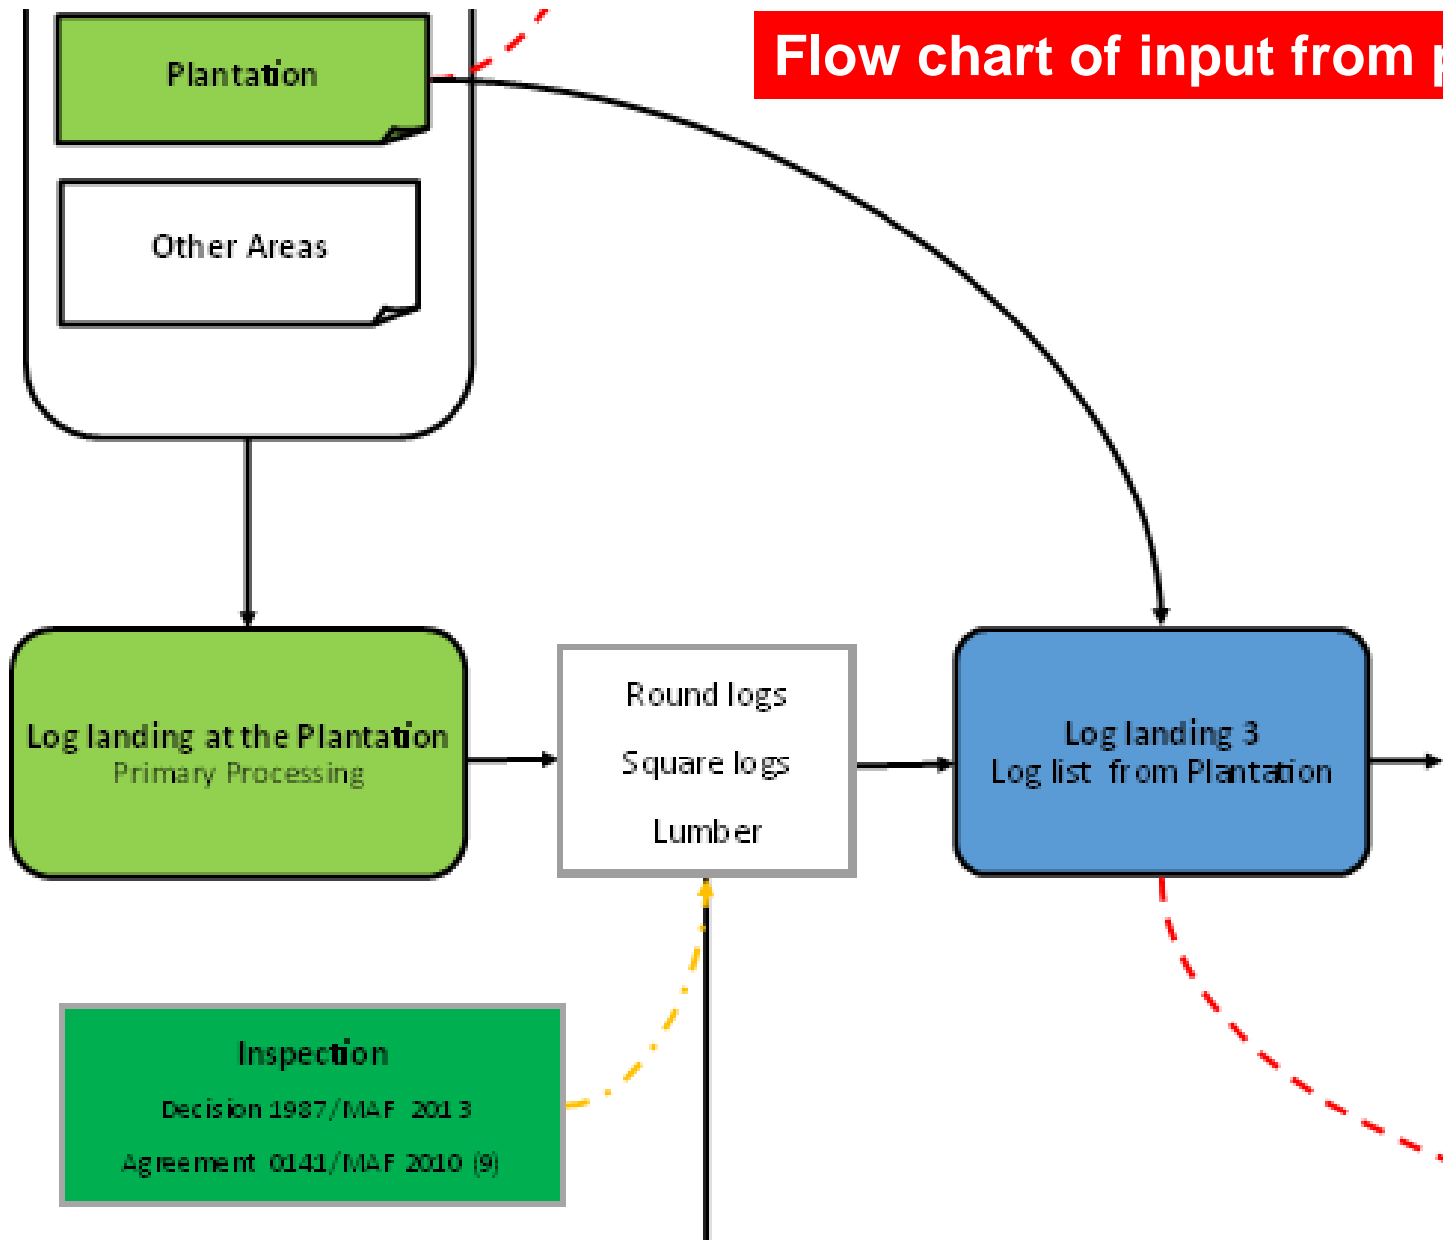 Flow chart of input from
Plantation
Other Areas
Log landing at the Plantation
Primary Processing
Round logs
Square logs
Lumber
Log landing 3
Log list from Plantation
Inspection
Decision 1987/MAF 2013
Agreement 0141/MAF 2010 (9)